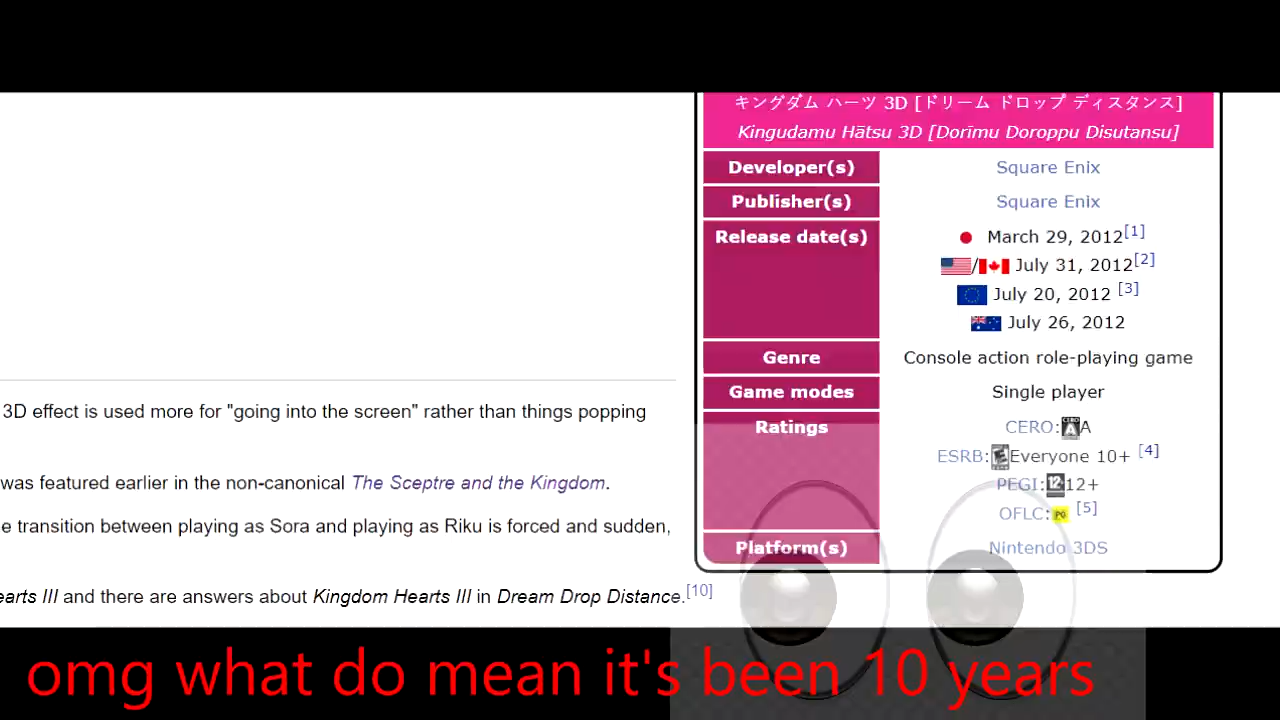 キングダム ハーツ 3D [ドリーム ドロップ ディスタンス]
Kingudamu Hātsu 3D [Dorīmu Doroppu Disutansu]
Developer(s) Square Enix
Publisher(s) Square Enix
Release date(s) March 29, 2012[1]
/ July 31, 2012[2]
July 20, 2012 [3]
July 26, 2012
Genre Console action role-playing game
Game modes Single player
Ratings CERO: A
ESRB: Everyone 10+ [4]
PEGI: 12+
OFLC: PG [5]
Platform(s) Nintendo 3DS
3D effect is used more for "going into the screen" rather than things popping
was featured earlier in the non-canonical The Sceptre and the Kingdom.
e transition between playing as Sora and playing as Riku is forced and sudden,
earts III and there are answers about Kingdom Hearts III in Dream Drop Distance.[10]
omg what do mean it's been 10 years